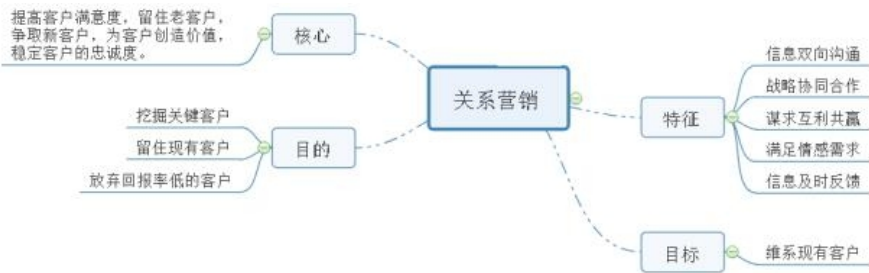 提高客户满意度，留住老客户，
争取新客户，为客户创造价值，
稳定客户的忠诚度。
核心
挖掘关键客户
留住现有客户
放弃回报率低的客户
目的
关系营销
特征
信息双向沟通
战略协同合作
谋求互利共赢
满足情感需求
信息及时反馈
目标
维系现有客户